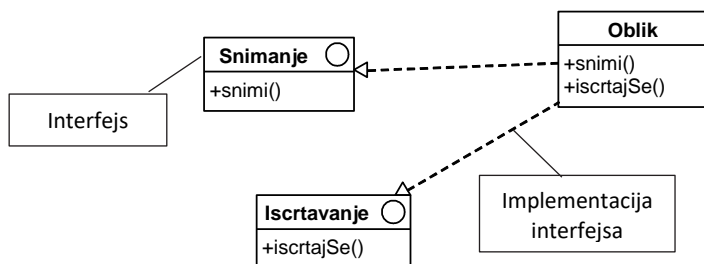 Oblik
+snimi()
+iscrtajSe()
Snimanje
+snimi()
Interfejs
Iscrtavanje
+iscrtajSe()
Implementacija
interfejsa